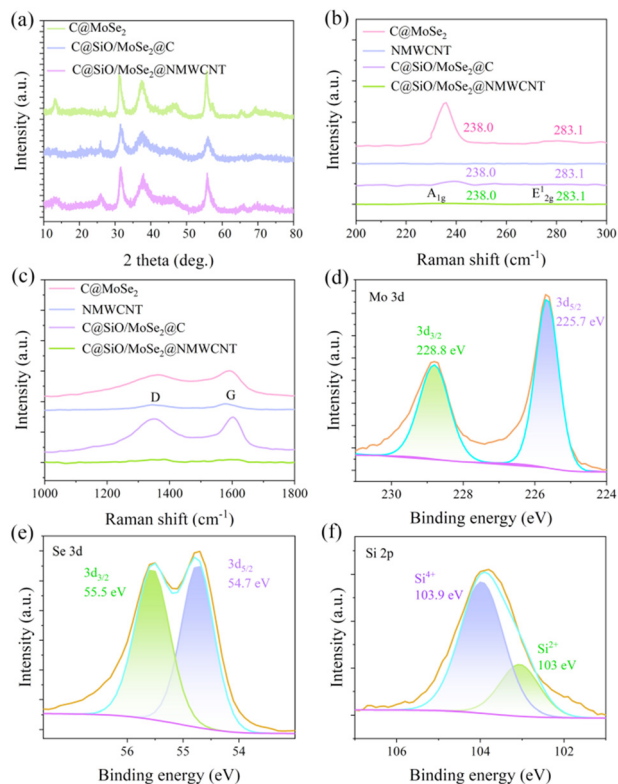 (a)
C@MoSe₂
C@SiO/MoSe₂@C
C@SiO/MoSe₂@NMWCNT
Intensity (a.u.)
10 20 30 40 50 60 70 80
2 theta (deg.)
(b)
C@MoSe₂
NMWCNT
C@SiO/MoSe₂@C
C@SiO/MoSe₂@NMWCNT
Intensity (a.u.)
238.0 283.1
238.0 283.1
A₁g 238.0 E¹₂g 283.1
200 220 240 260 280 300
Raman shift (cm⁻¹)
(c)
C@MoSe₂
NMWCNT
C@SiO/MoSe₂@C
C@SiO/MoSe₂@NMWCNT
Intensity (a.u.)
D G
1000 1200 1400 1600 1800
Raman shift (cm⁻¹)
(d)
Mo 3d
3d₅/₂
225.7 eV
3d₃/₂
228.8 eV
Intensity (a.u.)
230 228 226 224
Binding energy (eV)
(e)
Se 3d
3d₃/₂
55.5 eV
3d₅/₂
54.7 eV
Intensity (a.u.)
56 55 54
Binding energy (eV)
(f)
Si 2p
Si⁴⁺
103.9 eV
Si²⁺
103 eV
Intensity (a.u.)
106 104 102
Binding energy (eV)